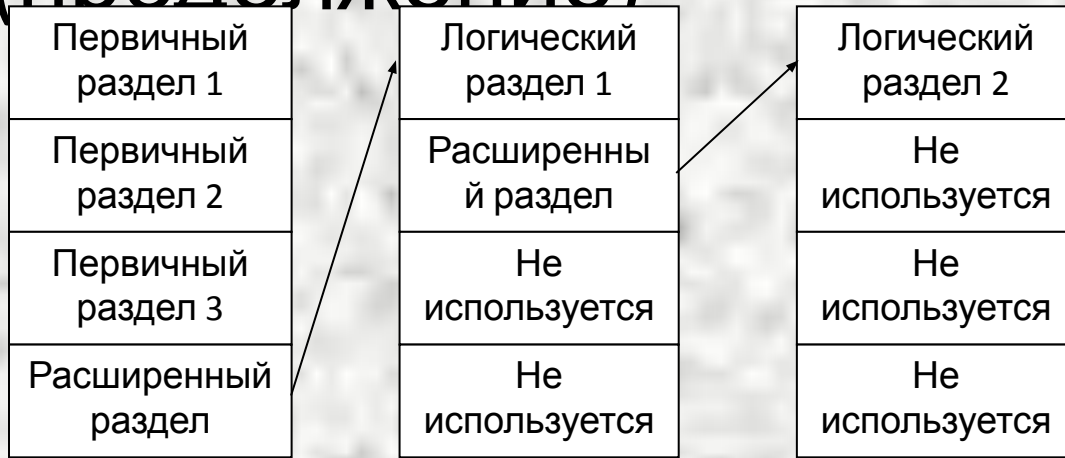 Первичный
раздел 1
Первичный
раздел 2
Первичный
раздел 3
Расширенный
раздел
Логический
раздел 1
Расширенны
й раздел
Не
используется
Не
используется
Логический
раздел 2
Не
используется
Не
используется
Не
используется